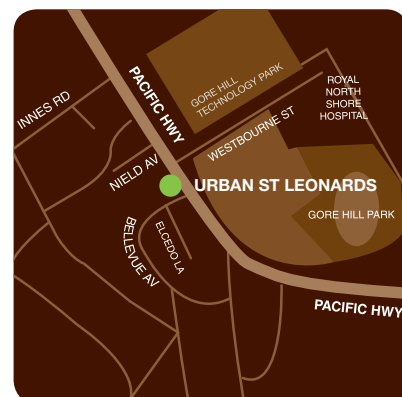 INNES RD
PACIFIC HWY
GORE HILL
TECHNOLOGY PARK
ROYAL
NORTH
SHORE
HOSPITAL
WESTBOURNE ST
NIELD AV
URBAN ST LEONARDS
GORE HILL PARK
BELLEVUE AV
ELCEDO LA
PACIFIC HWY